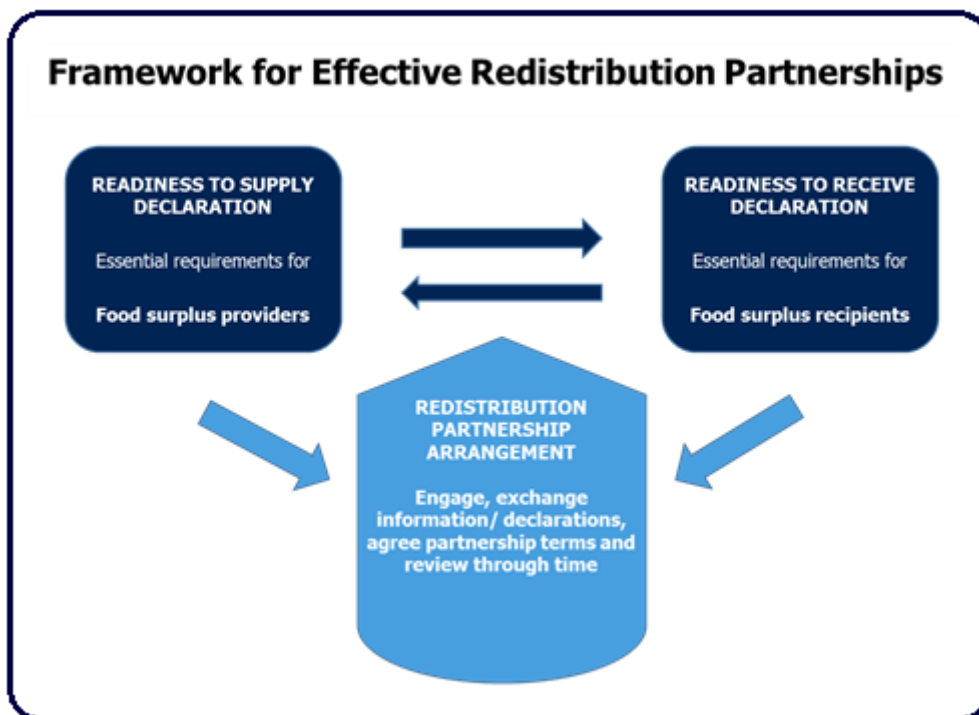 Framework for Effective Redistribution Partnerships
READINESS TO SUPPLY
DECLARATION
Essential requirements for
Food surplus providers
READINESS TO RECEIVE
DECLARATION
Essential requirements for
Food surplus recipients
REDISTRIBUTION
PARTNERSHIP
ARRANGEMENT
Engage, exchange
information/ declarations,
agree partnership terms and
review through time